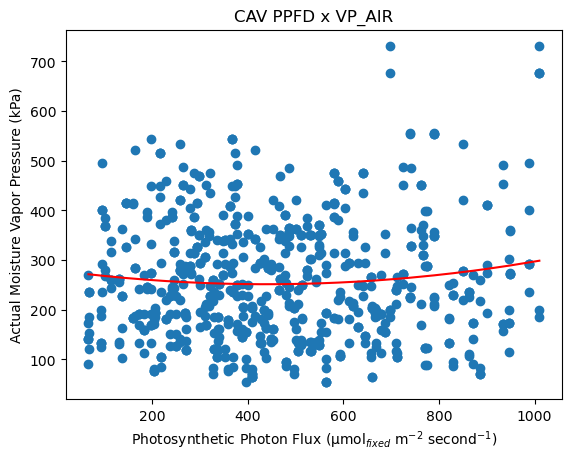 CAV PPFD x VP_AIR
Actual Moisture Vapor Pressure (kPa)
700
600
500
400
300
200
100
200 400 600 800 1000
Photosynthetic Photon Flux (μmol_fixed m⁻² second⁻¹)